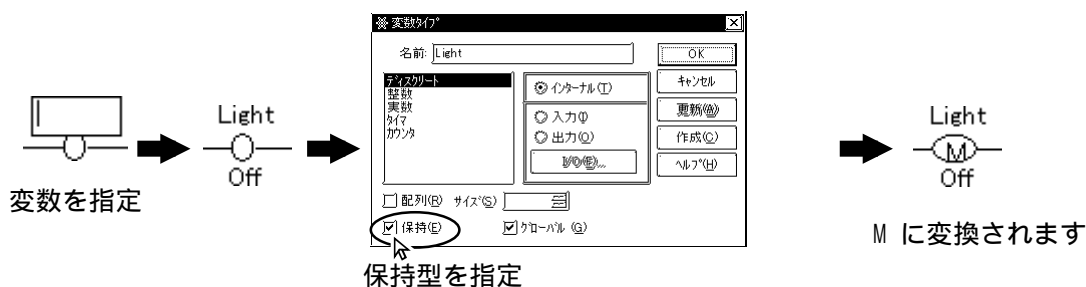 変数を指定
Light
Off
変数ﾀｲﾌﾟ
名前: Light
OK
ﾃﾞｨｽｸﾘｰﾄ
整数
実数
ﾀｲﾏ
ｶｳﾝﾀ
ｲﾝﾀｰﾅﾙ(T)
入力(I)
出力(O)
I/O(E)...
ｷｬﾝｾﾙ
更新(A)
作成(C)
ﾍﾙﾌﾟ(H)
配列(R) ｻｲｽﾞ(S)
保持(E)
ｸﾞﾛｰﾊﾞﾙ (G)
保持型を指定
Light
M
Off
M に変換されます